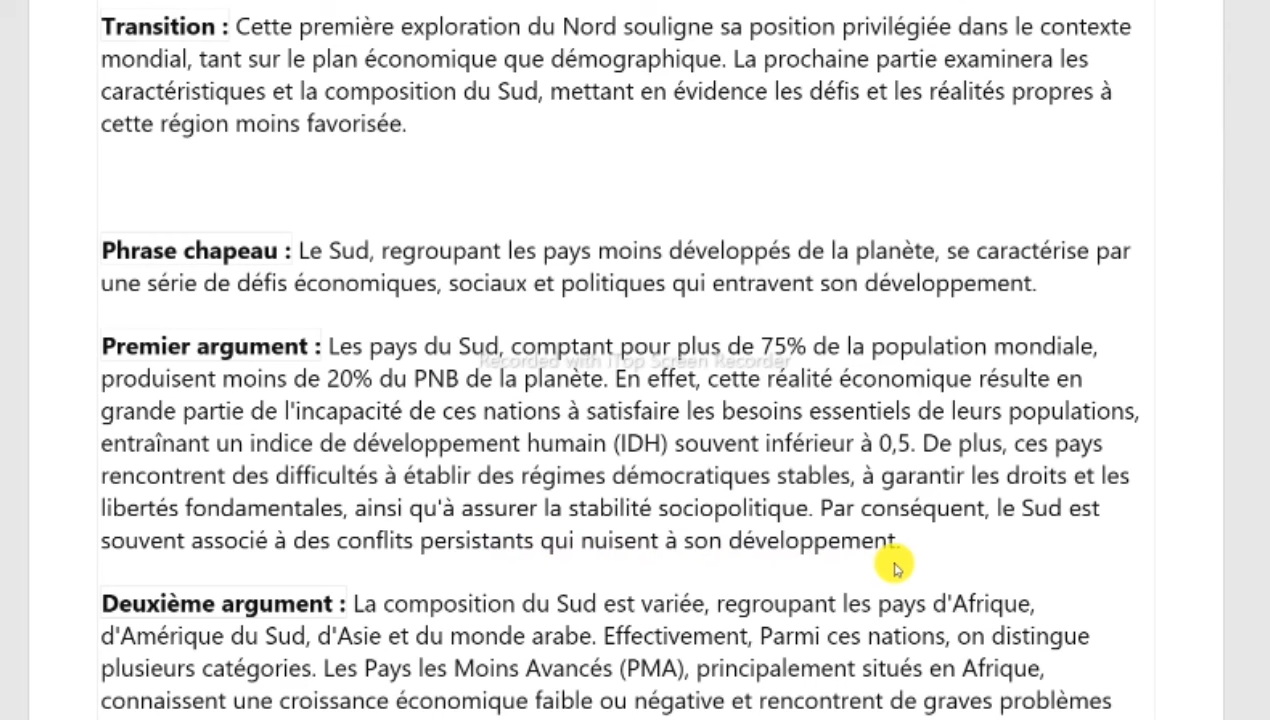 Transition : Cette première exploration du Nord souligne sa position privilégiée dans le contexte
mondial, tant sur le plan économique que démographique. La prochaine partie examinera les
caractéristiques et la composition du Sud, mettant en évidence les défis et les réalités propres à
cette région moins favorisée.
Phrase chapeau : Le Sud, regroupant les pays moins développés de la planète, se caractérise par
une série de défis économiques, sociaux et politiques qui entravent son développement.
Premier argument : Les pays du Sud, comptant pour plus de 75% de la population mondiale,
Recorded with iTop Screen Recorder
produisent moins de 20% du PNB de la planète. En effet, cette réalité économique résulte en
grande partie de l'incapacité de ces nations à satisfaire les besoins essentiels de leurs populations,
entraînant un indice de développement humain (IDH) souvent inférieur à 0,5. De plus, ces pays
rencontrent des difficultés à établir des régimes démocratiques stables, à garantir les droits et les
libertés fondamentales, ainsi qu'à assurer la stabilité sociopolitique. Par conséquent, le Sud est
souvent associé à des conflits persistants qui nuisent à son développement.
Deuxième argument : La composition du Sud est variée, regroupant les pays d'Afrique,
d'Amérique du Sud, d'Asie et du monde arabe. Effectivement, Parmi ces nations, on distingue
plusieurs catégories. Les Pays les Moins Avancés (PMA), principalement situés en Afrique,
connaissent une croissance économique faible ou négative et rencontrent de graves problèmes